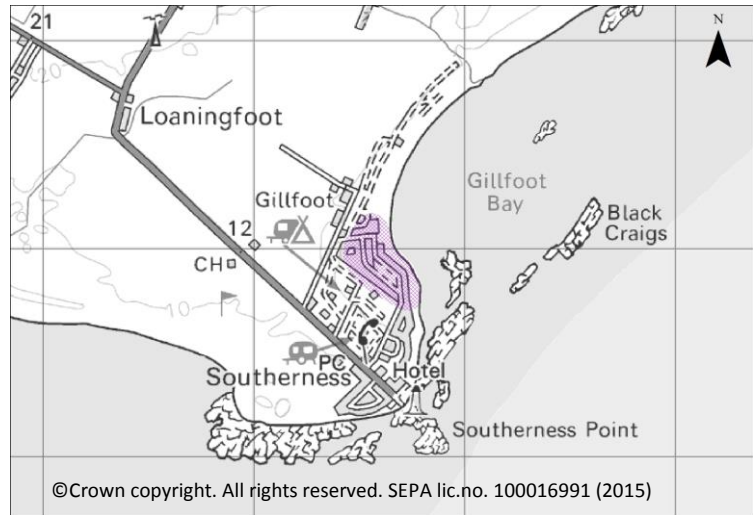 21
N
Loaningfoot
Gillfoot
Gillfoot
Bay
Black
Craigs
12
CH
PC
Hotel
Southerness
Southerness Point
©Crown copyright. All rights reserved. SEPA lic.no. 100016991 (2015)